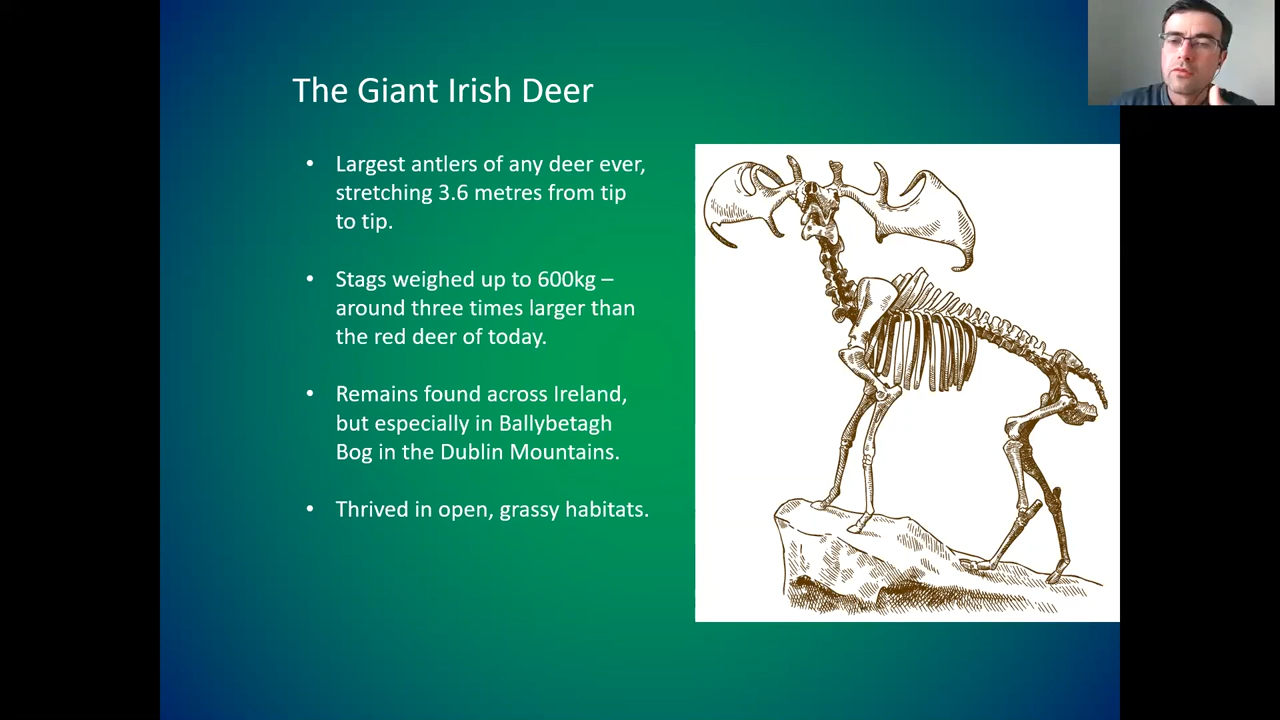 The Giant Irish Deer
• Largest antlers of any deer ever,
stretching 3.6 metres from tip
to tip.
• Stags weighed up to 600kg –
around three times larger than
the red deer of today.
• Remains found across Ireland,
but especially in Ballybetagh
Bog in the Dublin Mountains.
• Thrived in open, grassy habitats.